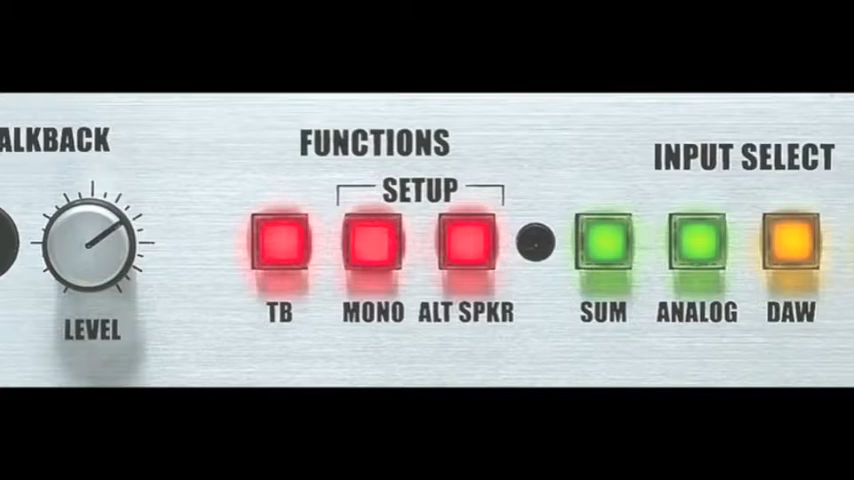 ALKBACK
FUNCTIONS
INPUT SELECT
SETUP
TB
MONO
ALT SPKR
SUM
ANALOG
DAW
LEVEL